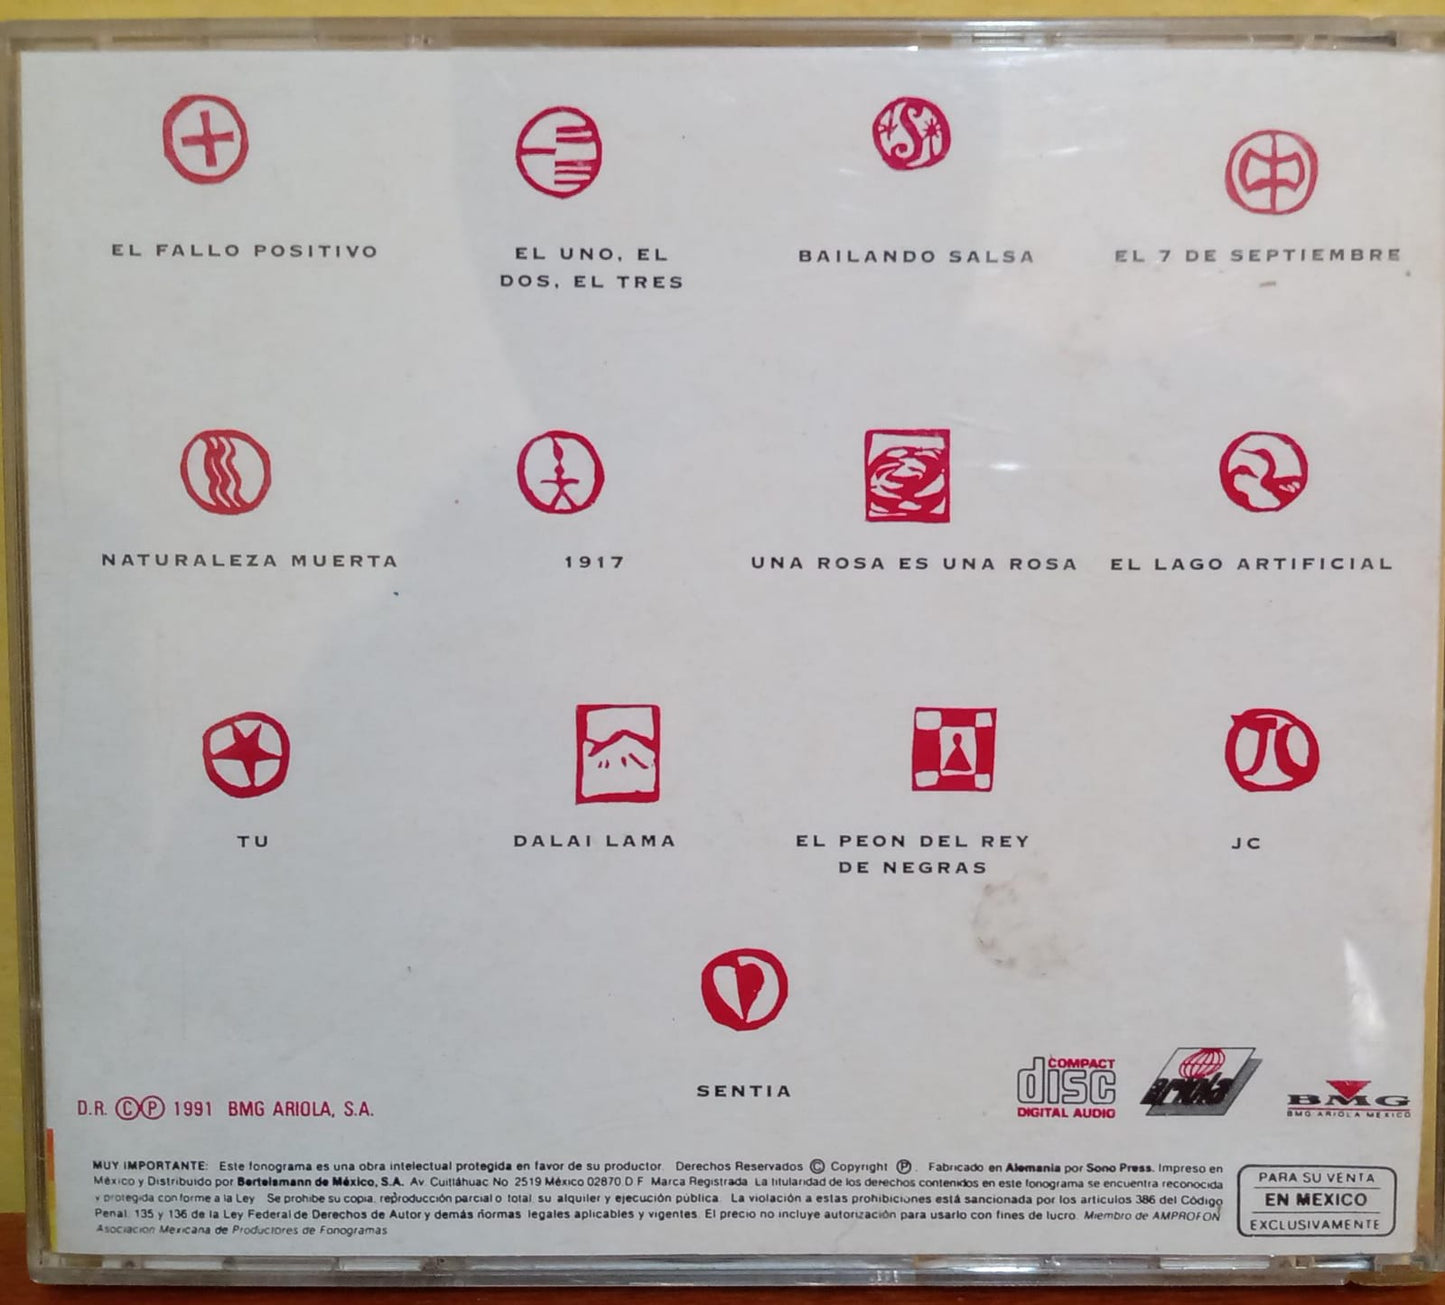 EL FALLO POSITIVO
EL UNO, EL
DOS, EL TRES
BAILANDO SALSA
EL 7 DE SEPTIEMBRE
NATURALEZA MUERTA
1917
UNA ROSA ES UNA ROSA
EL LAGO ARTIFICIAL
TU
DALAI LAMA
EL PEON DEL REY
DE NEGRAS
JC
JC
SENTIA
D.R. Ⓒ Ⓟ 1991 BMG ARIOLA, S.A.
COMPACT
disc
DIGITAL AUDIO
ariola
BMG
BMG ARIOLA MEXICO
MUY IMPORTANTE: Este fonograma es una obra intelectual protegida en favor de su productor. Derechos Reservados Ⓒ Copyright Ⓟ. Fabricado en Alemania por Sono Press. Impreso en
México y Distribuido por Bertelsmann de México, S.A. Av. Cuitláhuac No. 2519 México 02870 D F Marca Registrada La titularidad de los derechos contenidos en este fonograma se encuentra reconocida
y protegida conforme a la Ley Se prohibe su copia, reproducción parcial o total, su alquiler y ejecución pública. La violación a estas prohibiciones está sancionada por los articulos 386 del Código
Penal, 135 y 136 de la Ley Federal de Derechos de Autor y demás normas legales aplicables y vigentes. El precio no incluye autorización para usarlo con fines de lucro. Miembro de AMPROFON
Asociacion Mexicana de Productores de Fonogramas
PARA SU VENTA
EN MEXICO
EXCLUSIVAMENTE